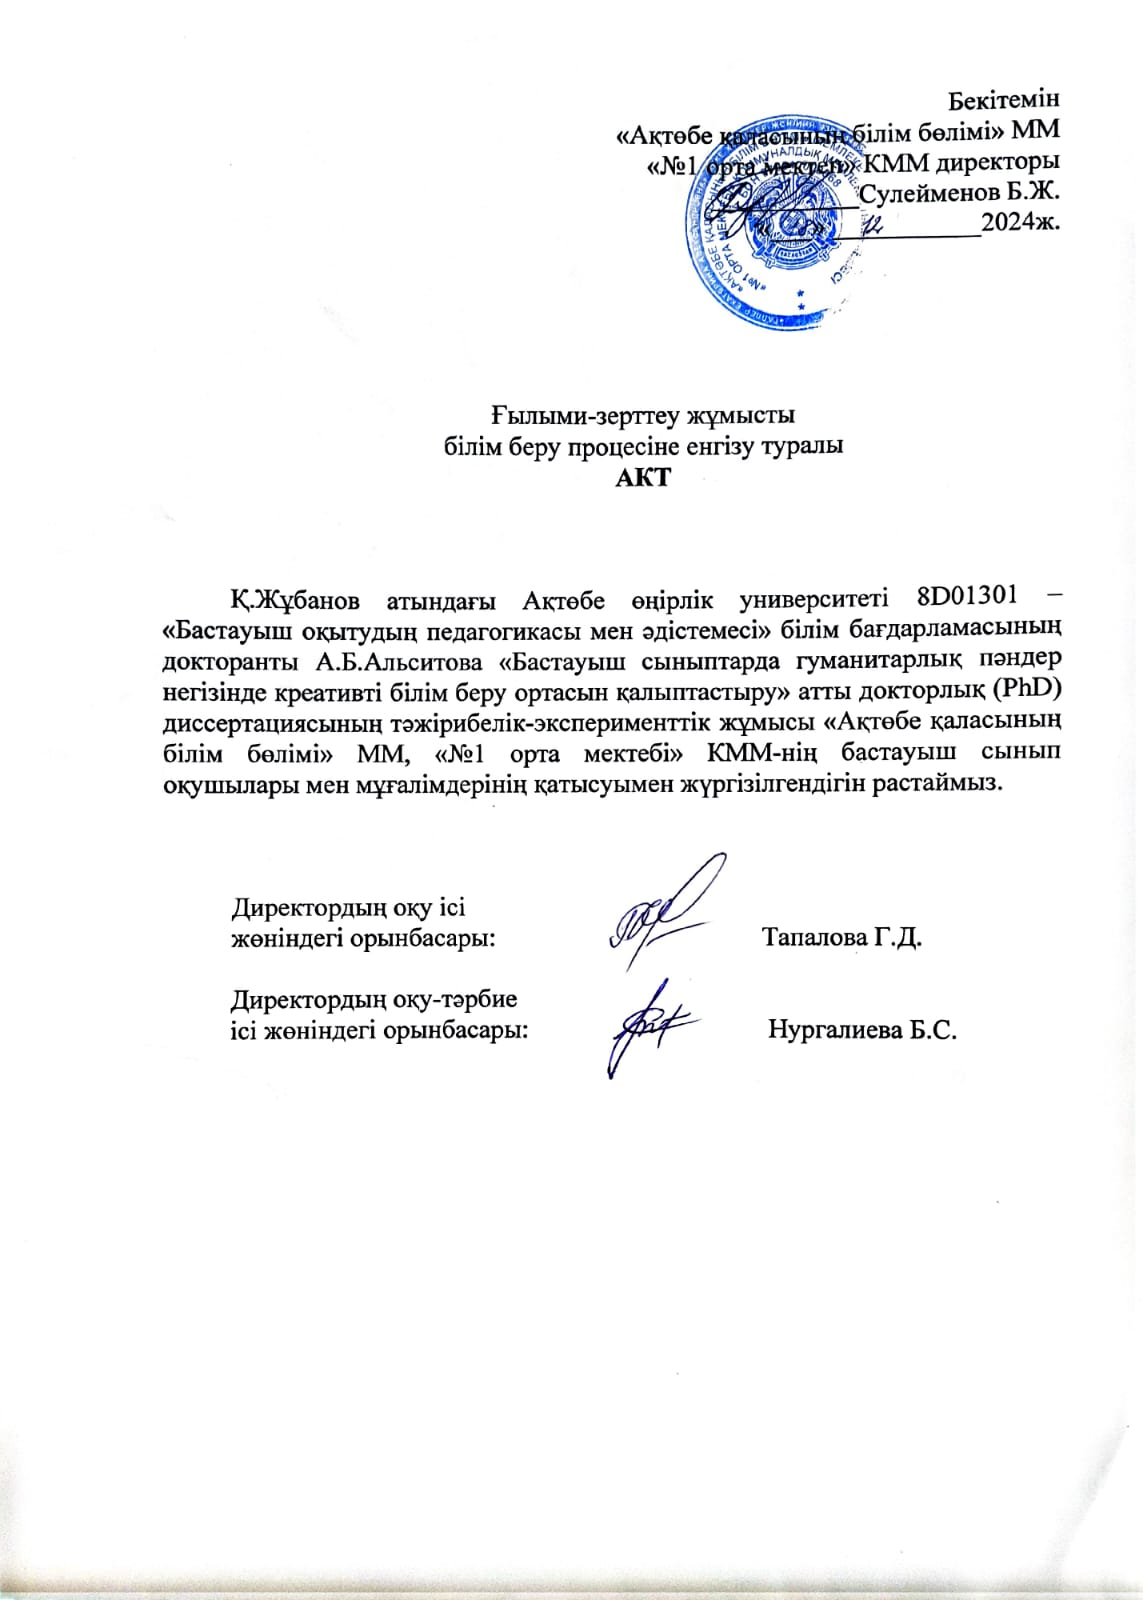 Бекітемін
«Ақтөбе қаласының білім бөлімі» ММ
«№1 орта мектеп» КММ директоры
Сулейменов Б.Ж.
«18» 12 2024ж.
Ғылыми-зерттеу жұмысты
білім беру процесіне енгізу туралы
АКТ
Қ.Жұбанов атындағы Ақтөбе өңірлік университеті 8D01301 –
«Бастауыш оқытудың педагогикасы мен әдістемесі» білім бағдарламасының
докторанты А.Б.Альситова «Бастауыш сыныптарда гуманитарлық пәндер
негізінде креативті білім беру ортасын қалыптастыру» атты докторлық (PhD)
диссертациясының тәжірибелік-эксперименттік жұмысы «Ақтөбе қаласының
білім бөлімі» ММ, «№1 орта мектебі» КММ-нің бастауыш сынып
оқушылары мен мұғалімдерінің қатысуымен жүргізілгендігін растаймыз.
Директордың оқу ісі
жөніндегі орынбасары: Тапалова Г.Д.
Директордың оқу-тәрбие
ісі жөніндегі орынбасары: Нургалиева Б.С.